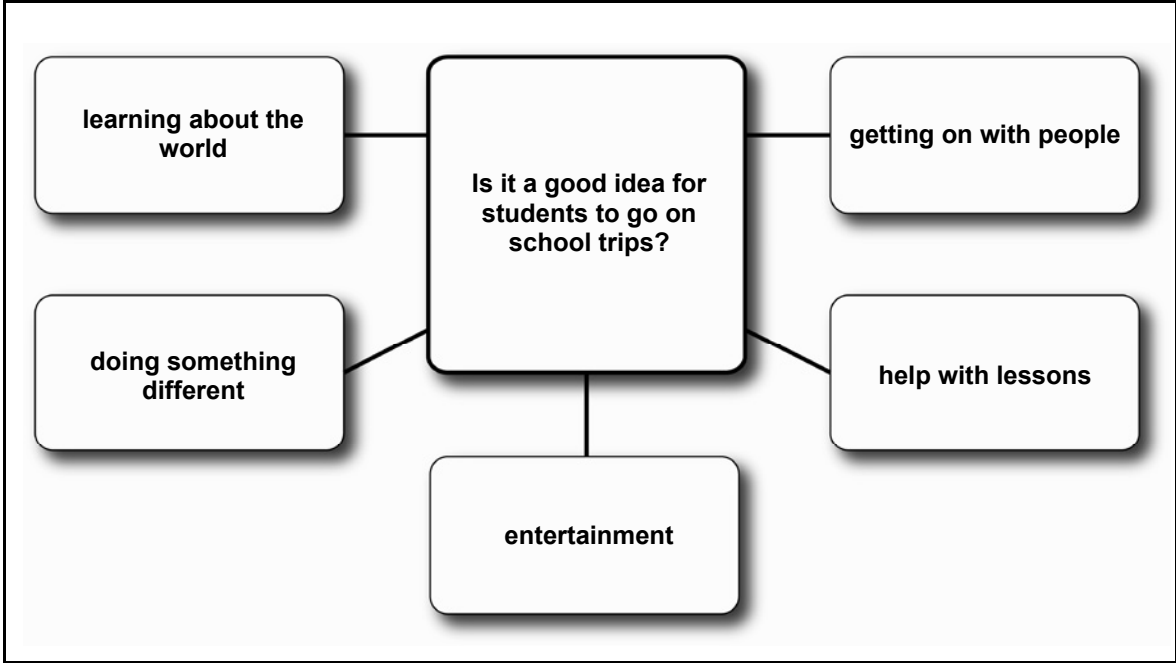 learning about the
world
Is it a good idea for
students to go on
school trips?
getting on with people
doing something
different
help with lessons
entertainment